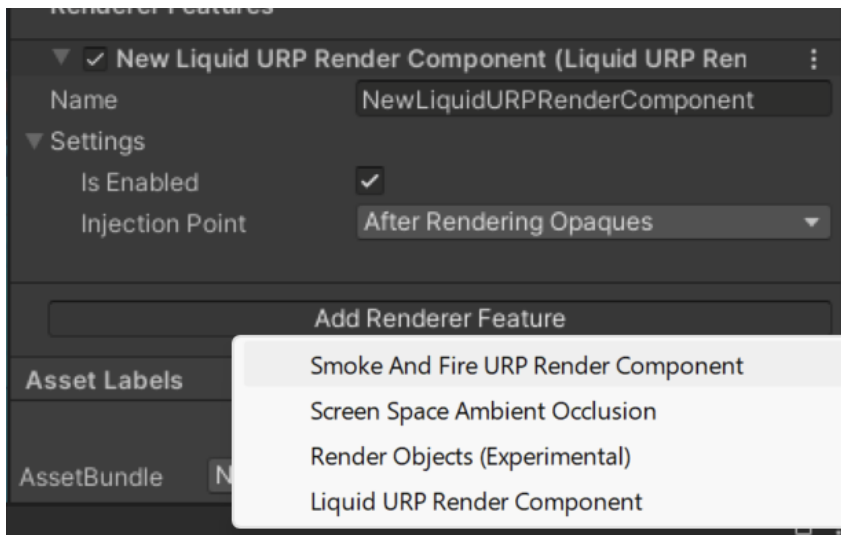 Renderer Features
New Liquid URP Render Component (Liquid URP Ren
Name NewLiquidURPRenderComponent
Settings
Is Enabled
Injection Point After Rendering Opaques
Add Renderer Feature
Smoke And Fire URP Render Component
Asset Labels
Screen Space Ambient Occlusion
Render Objects (Experimental)
AssetBundle N
Liquid URP Render Component